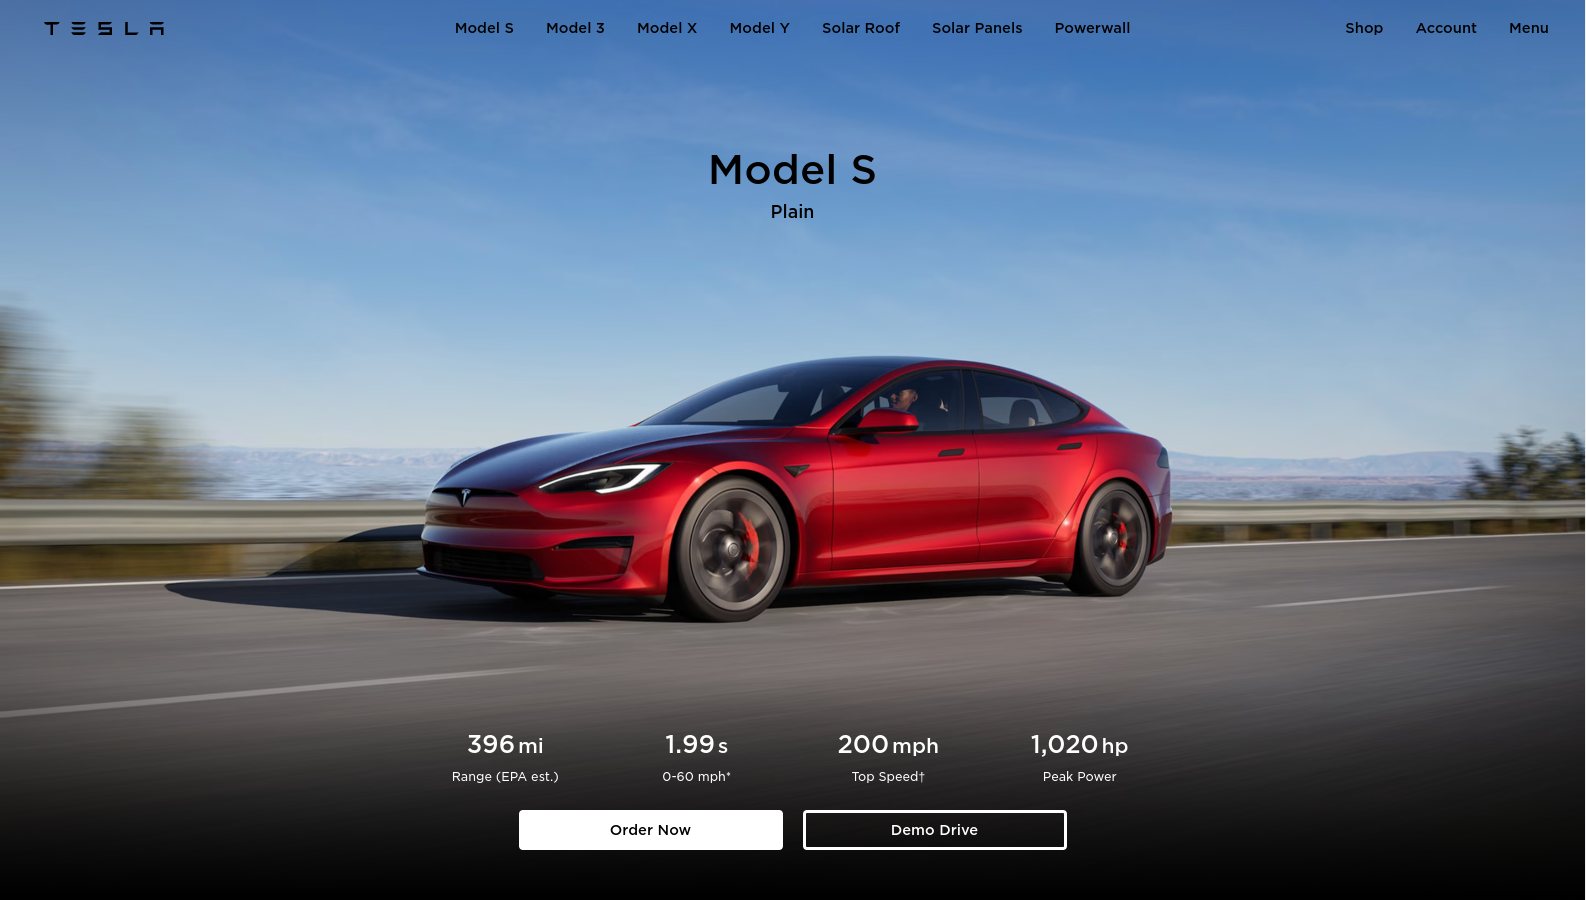 TESLA
Model S Model 3 Model X Model Y Solar Roof Solar Panels Powerwall
Shop Account Menu
Model S
Plain
396 mi 1.99 s 200 mph 1,020 hp
Range (EPA est.) 0-60 mph* Top Speed† Peak Power
Order Now Demo Drive